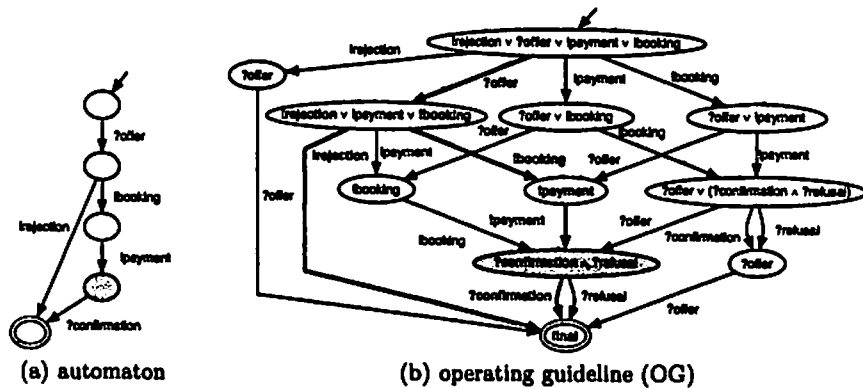 !rejection ∨ ?offer ∨ !payment ∨ !booking
!rejection
?offer
?offer
!payment
!booking
!rejection ∨ !payment ∨ !booking
?offer ∨ !booking
?offer ∨ !payment
?offer
!rejection
!payment
?offer
!booking
?offer
!booking
!payment
!booking
!payment
?offer ∨ (?confirmation ∧ ?refusal)
!booking
!payment
?offer
?confirmation
?refusal
?confirmation ∧ ?refusal
?offer
?confirmation
?refusal
?offer
final
?offer
!rejection
!booking
!payment
?confirmation
(a) automaton
(b) operating guideline (OG)